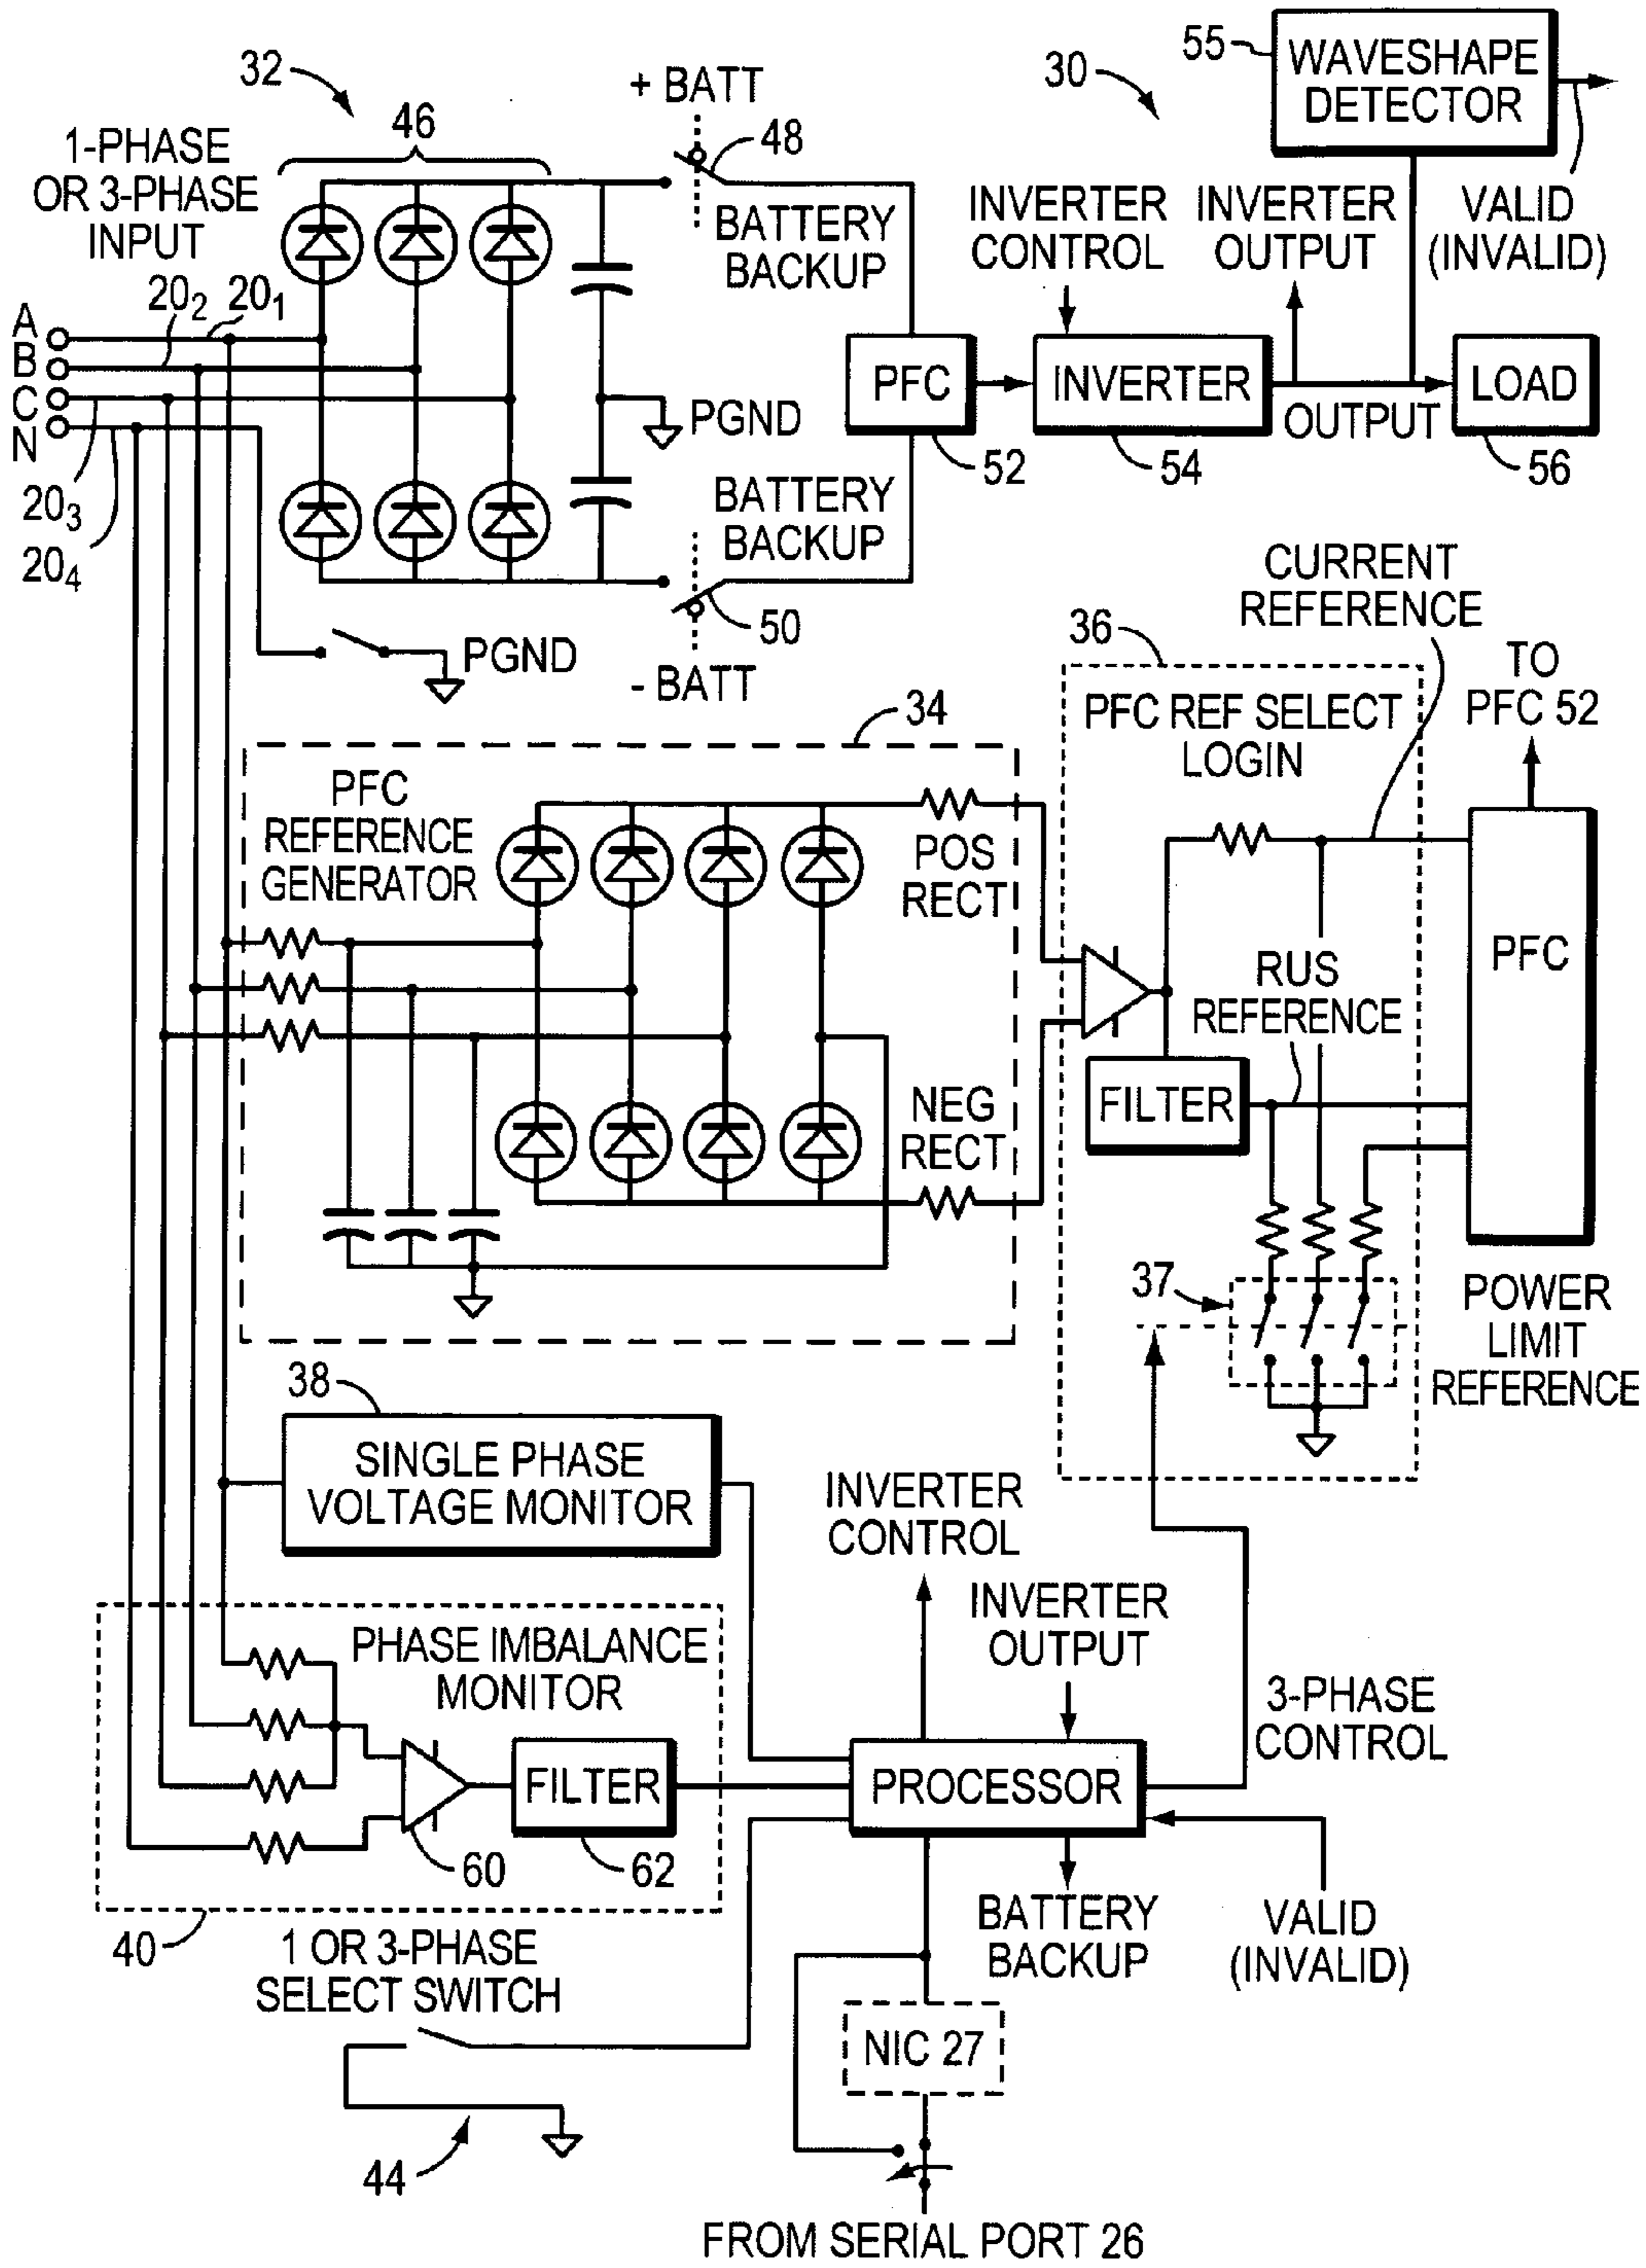 32
46
+ BATT
48
30
55
WAVESHAPE
DETECTOR
1-PHASE
OR 3-PHASE
INPUT
BATTERY
BACKUP
INVERTER
CONTROL
INVERTER
OUTPUT
VALID
(INVALID)
20₂
20₁
A
B
C
N
20₃
20₄
PGND
PFC
52
INVERTER
54
OUTPUT
LOAD
56
BATTERY
BACKUP
50
- BATT
PGND
CURRENT
REFERENCE
36
TO
PFC 52
PFC REF SELECT
LOGIN
34
PFC
REFERENCE
GENERATOR
POS
RECT
NEG
RECT
RUS
REFERENCE
PFC
FILTER
37
POWER
LIMIT
REFERENCE
38
SINGLE PHASE
VOLTAGE MONITOR
INVERTER
CONTROL
INVERTER
OUTPUT
PHASE IMBALANCE
MONITOR
3-PHASE
CONTROL
FILTER
PROCESSOR
60
62
40
BATTERY
BACKUP
VALID
(INVALID)
1 OR 3-PHASE
SELECT SWITCH
NIC 27
44
FROM SERIAL PORT 26